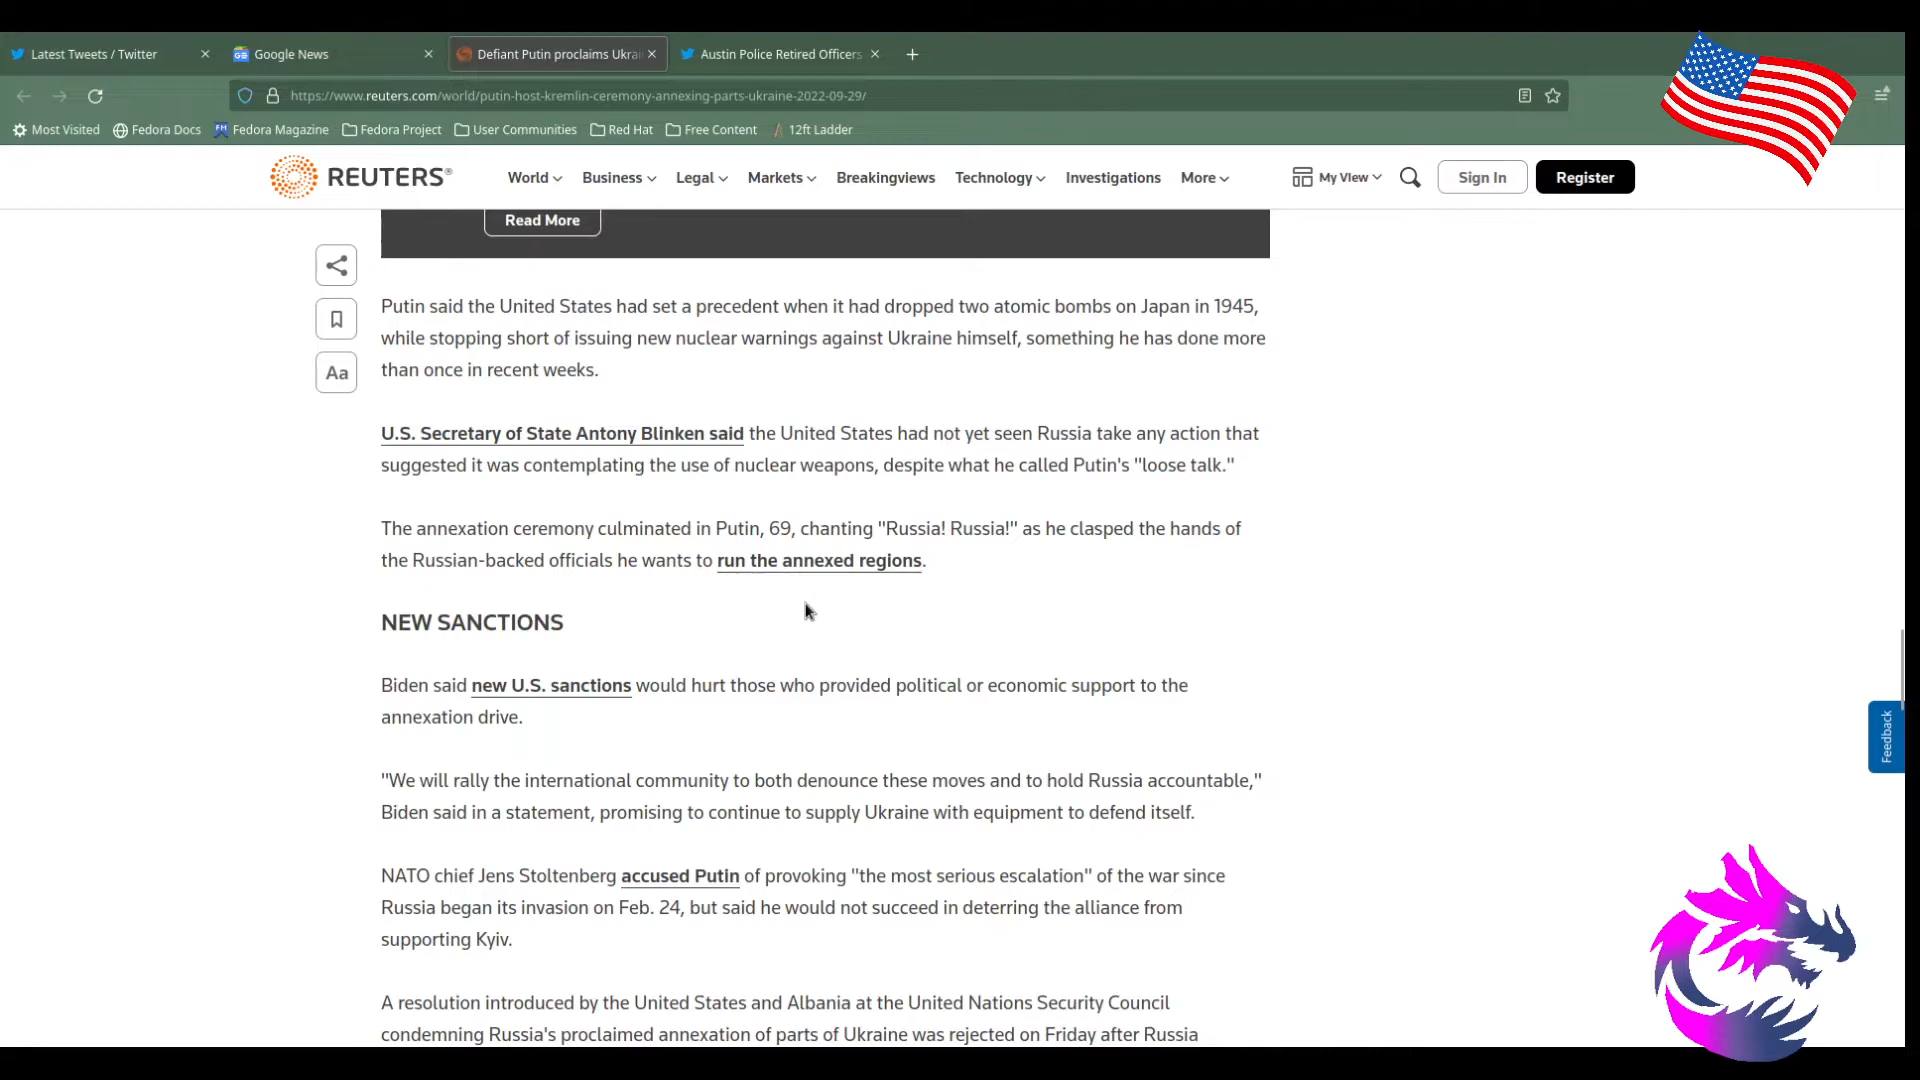 Latest Tweets / Twitter
Google News
Defiant Putin proclaims Ukrai
Austin Police Retired Officers
https://www.reuters.com/world/putin-host-kremlin-ceremony-annexing-parts-ukraine-2022-09-29/
Most Visited
Fedora Docs
FM Fedora Magazine
Fedora Project
User Communities
Red Hat
Free Content
12ft Ladder
REUTERS®
World
Business
Legal
Markets
Breakingviews
Technology
Investigations
More
My View
Sign In
Register
Read More
Aa
Putin said the United States had set a precedent when it had dropped two atomic bombs on Japan in 1945,
while stopping short of issuing new nuclear warnings against Ukraine himself, something he has done more
than once in recent weeks.
U.S. Secretary of State Antony Blinken said the United States had not yet seen Russia take any action that
suggested it was contemplating the use of nuclear weapons, despite what he called Putin's "loose talk."
The annexation ceremony culminated in Putin, 69, chanting "Russia! Russia!" as he clasped the hands of
the Russian-backed officials he wants to run the annexed regions.
NEW SANCTIONS
Biden said new U.S. sanctions would hurt those who provided political or economic support to the
annexation drive.
"We will rally the international community to both denounce these moves and to hold Russia accountable,"
Biden said in a statement, promising to continue to supply Ukraine with equipment to defend itself.
NATO chief Jens Stoltenberg accused Putin of provoking "the most serious escalation" of the war since
Russia began its invasion on Feb. 24, but said he would not succeed in deterring the alliance from
supporting Kyiv.
A resolution introduced by the United States and Albania at the United Nations Security Council
condemning Russia's proclaimed annexation of parts of Ukraine was rejected on Friday after Russia
Feedback